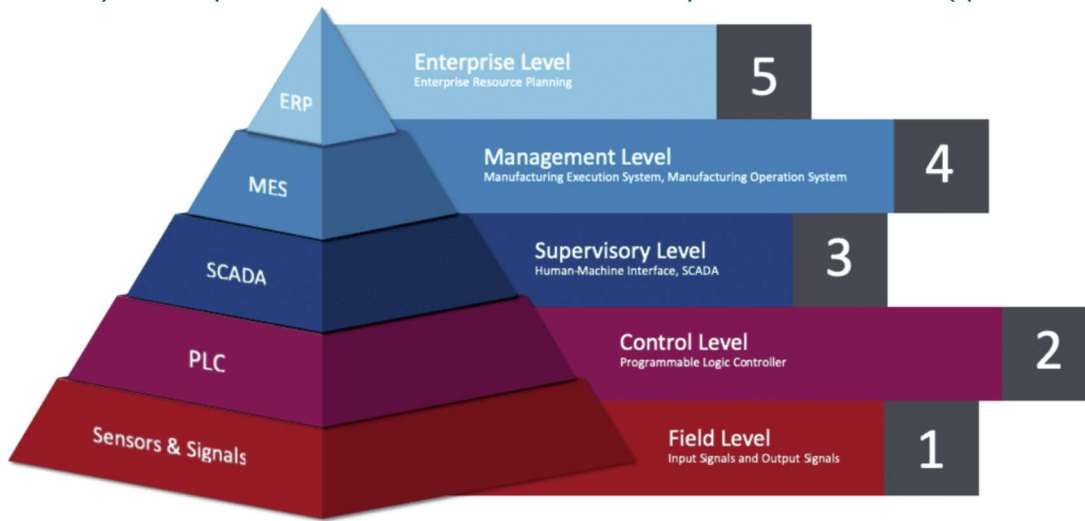 ERP
Enterprise Level
Enterprise Resource Planning
5
MES
Management Level
Manufacturing Execution System, Manufacturing Operation System
4
SCADA
Supervisory Level
Human-Machine Interface, SCADA
3
PLC
Control Level
Programmable Logic Controller
2
Sensors & Signals
Field Level
Input Signals and Output Signals
1